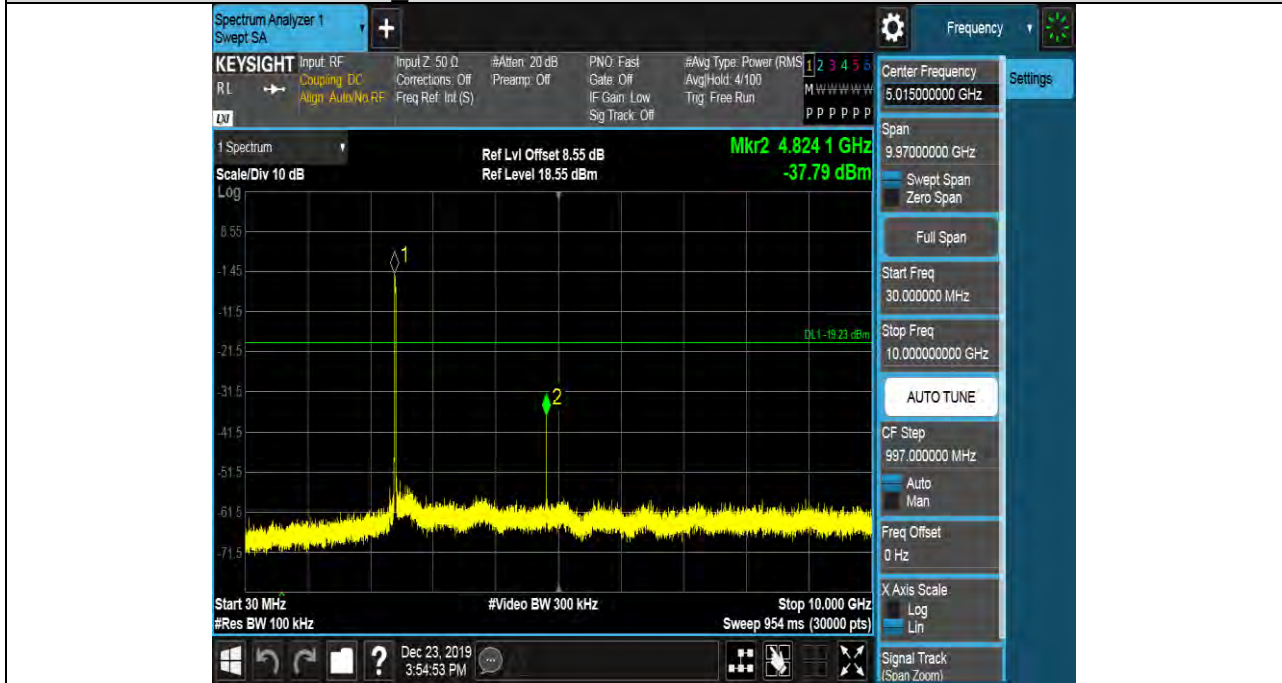 Spectrum Analyzer 1
Swept SA
+
Frequency
KEYSIGHT
Input: RF
Input Z: 50 Ω
#Atten: 20 dB
PNO: Fast
#Avg Type: Power (RMS
1 2 3 4 5 6
RL
Coupling: DC
Corrections: Off
Preamp: Off
Gate: Off
Avg|Hold: 4/100
M W W W W W
Align: Auto/No RF
Freq Ref: Int (S)
IF Gain: Low
Trig: Free Run
Sig Track: Off
P P P P P P
LXI
1 Spectrum
Scale/Div 10 dB
Ref Lvl Offset 8.55 dB
Ref Level 18.55 dBm
Mkr2 4.824 1 GHz
-37.79 dBm
Log
8.55
-1.45
-11.5
-21.5
-31.5
-41.5
-51.5
-61.5
-71.5
1
2
DL1 -19.23 dBm
Start 30 MHz
#Video BW 300 kHz
Stop 10.000 GHz
#Res BW 100 kHz
Sweep 954 ms (30000 pts)
?
Dec 23, 2019
3:54:53 PM
Center Frequency
5.015000000 GHz
Settings
Span
9.97000000 GHz
Swept Span
Zero Span
Full Span
Start Freq
30.000000 MHz
Stop Freq
10.000000000 GHz
AUTO TUNE
CF Step
997.000000 MHz
Auto
Man
Freq Offset
0 Hz
X Axis Scale
Log
Lin
Signal Track
(Span Zoom)